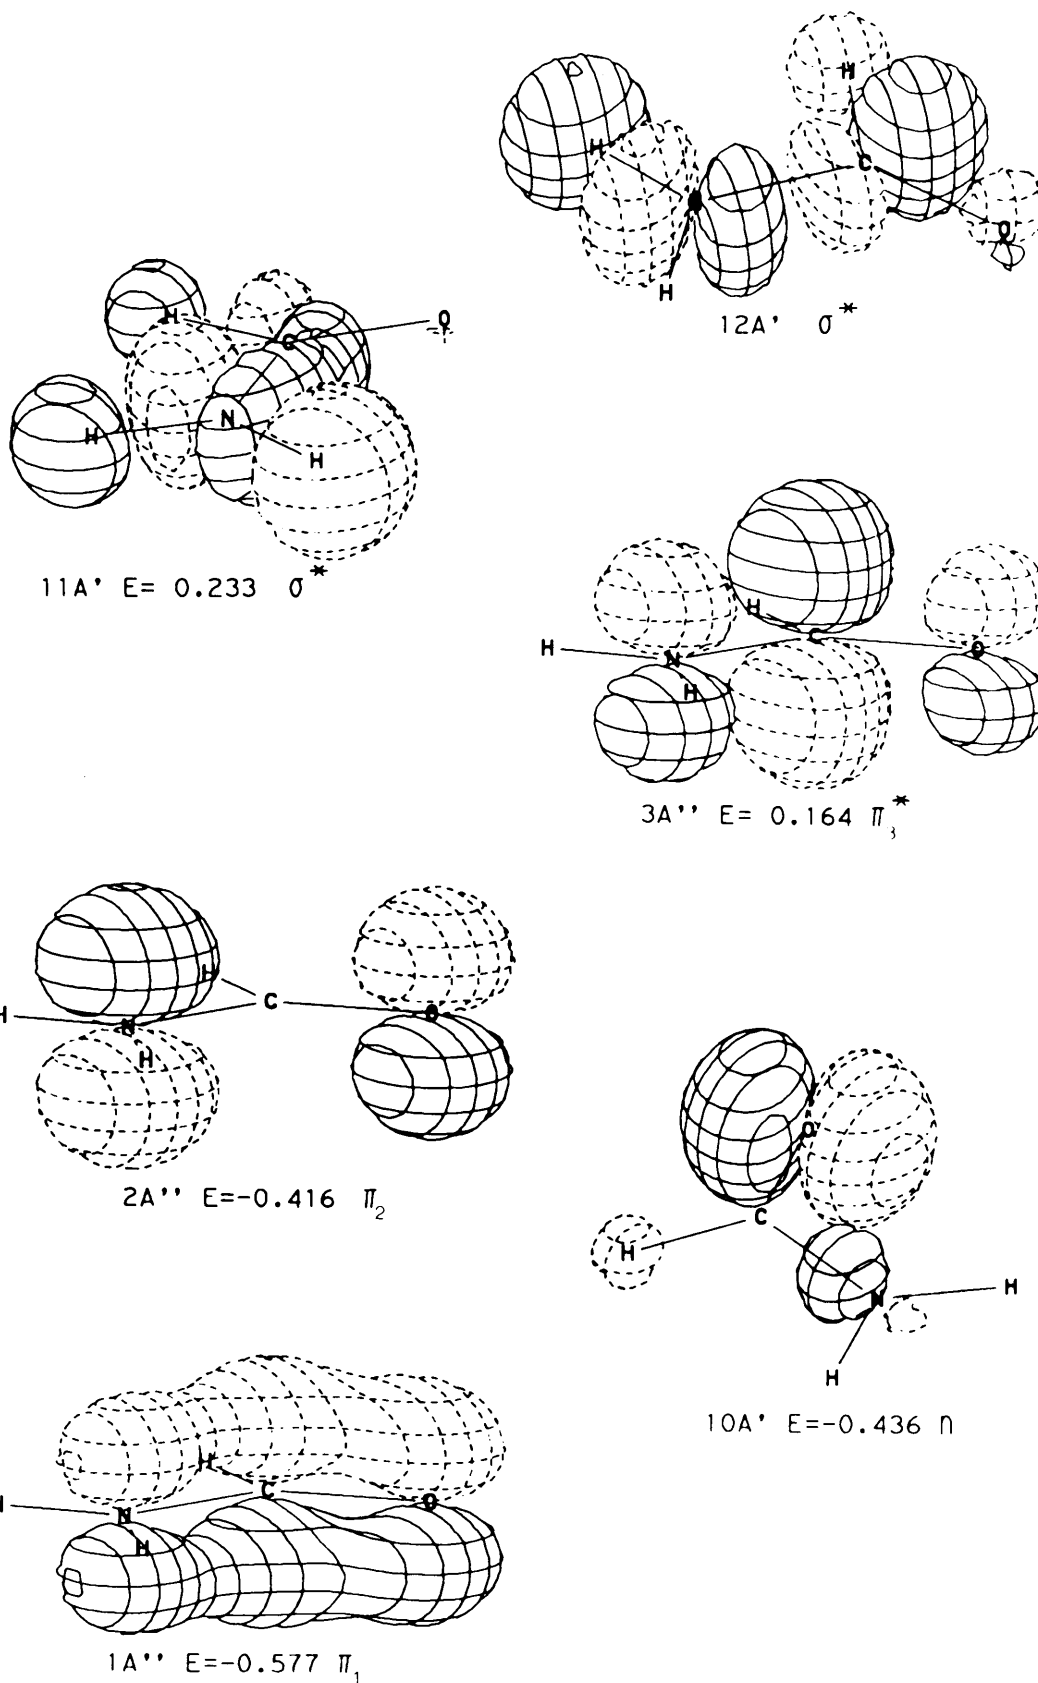 H
C
O
H
H
12A' σ*
H
C
O
N
H
H
11A' E= 0.233 σ*
H
H
C
N
O
H
3A'' E= 0.164 π₃*
H
C
H
N
O
H
2A'' E=-0.416 π₂
O
C
H
N
H
H
10A' E=-0.436 n
H
C
H
N
O
H
1A'' E=-0.577 π₁